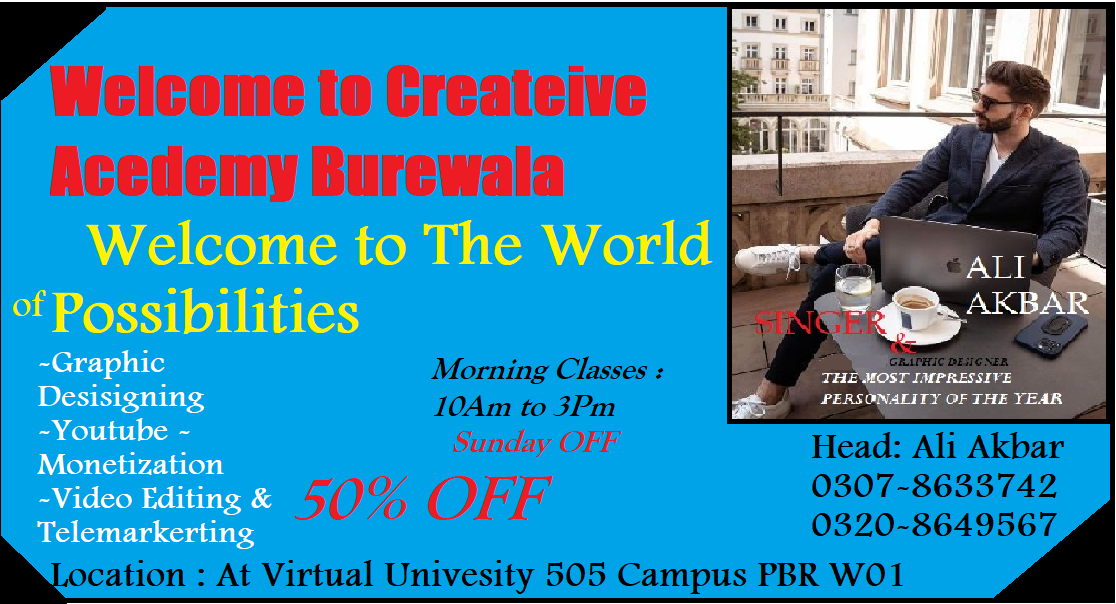 Welcome to Createive
Acedemy Burewala
Welcome to The World
of Possibilities
~Graphic
Desisigning
~Youtube ~
Monetization
~Video Editing &
Telemarkerting
Morning Classes :
10Am to 3Pm
Sunday OFF
50% OFF
ALI
AKBAR
SINGER
&
GRAPHIC DESIGNER
THE MOST IMPRESSIVE
PERSONALITY OF THE YEAR
Head: Ali Akbar
0307~8633742
0320~8649567
Location : At Virtual Univesity 505 Campus PBR W01